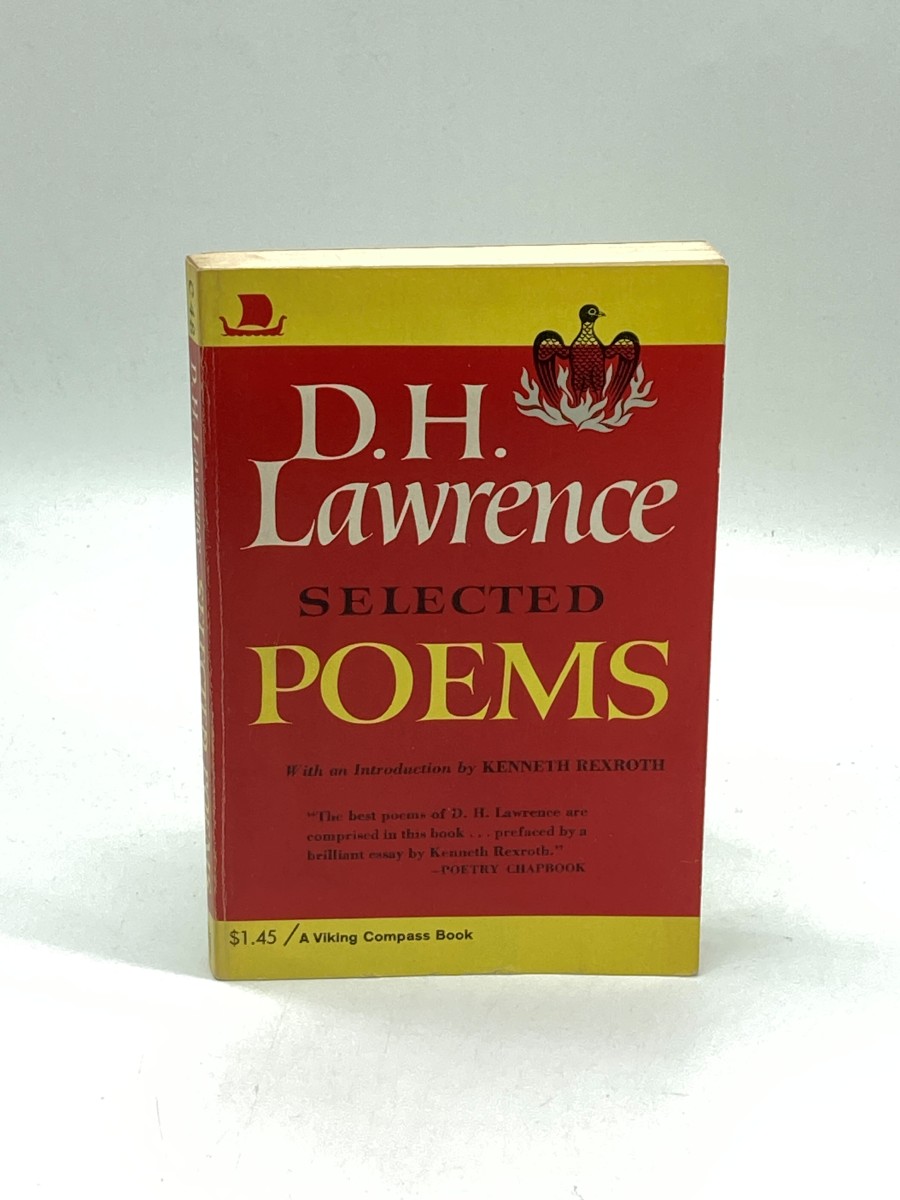 D.H.
Lawrence
SELECTED
POEMS
With an Introduction by KENNETH REXROTH
"The best poems of D. H. Lawrence are
comprised in this book . . . prefaced by a
brilliant essay by Kenneth Rexroth."
–POETRY CHAPBOOK
$1.45 / A Viking Compass Book